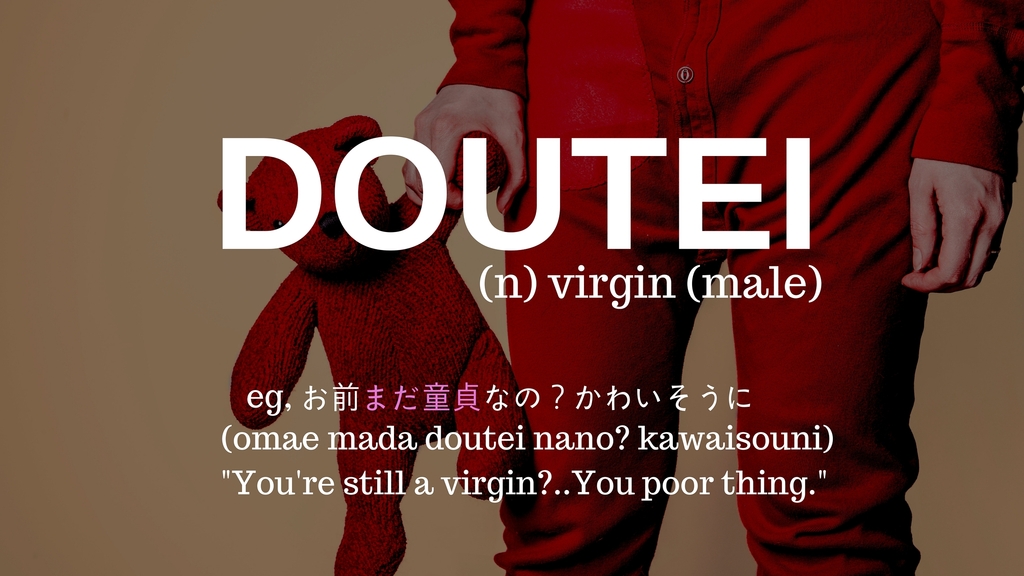 DOUTEI
(n) virgin (male)
eg, お前まだ童貞なの？かわいそうに
(omae mada doutei nano? kawaisouni)
"You're still a virgin?..You poor thing."